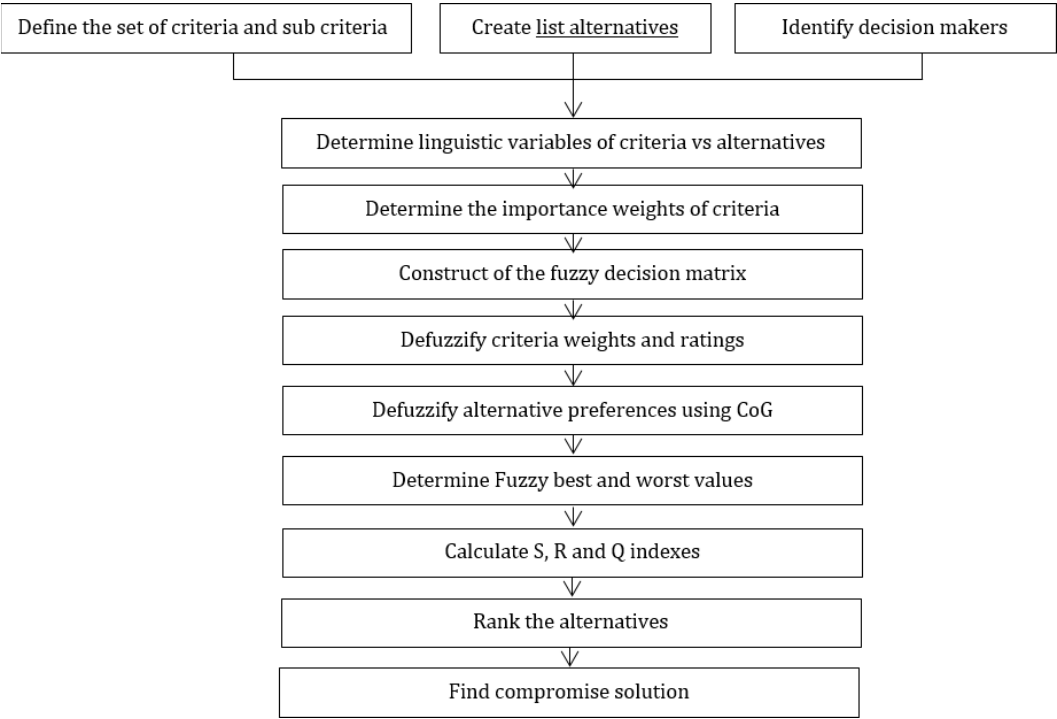 Define the set of criteria and sub criteria
Create list alternatives
Identify decision makers
Determine linguistic variables of criteria vs alternatives
Determine the importance weights of criteria
Construct of the fuzzy decision matrix
Defuzzify criteria weights and ratings
Defuzzify alternative preferences using CoG
Determine Fuzzy best and worst values
Calculate S, R and Q indexes
Rank the alternatives
Find compromise solution